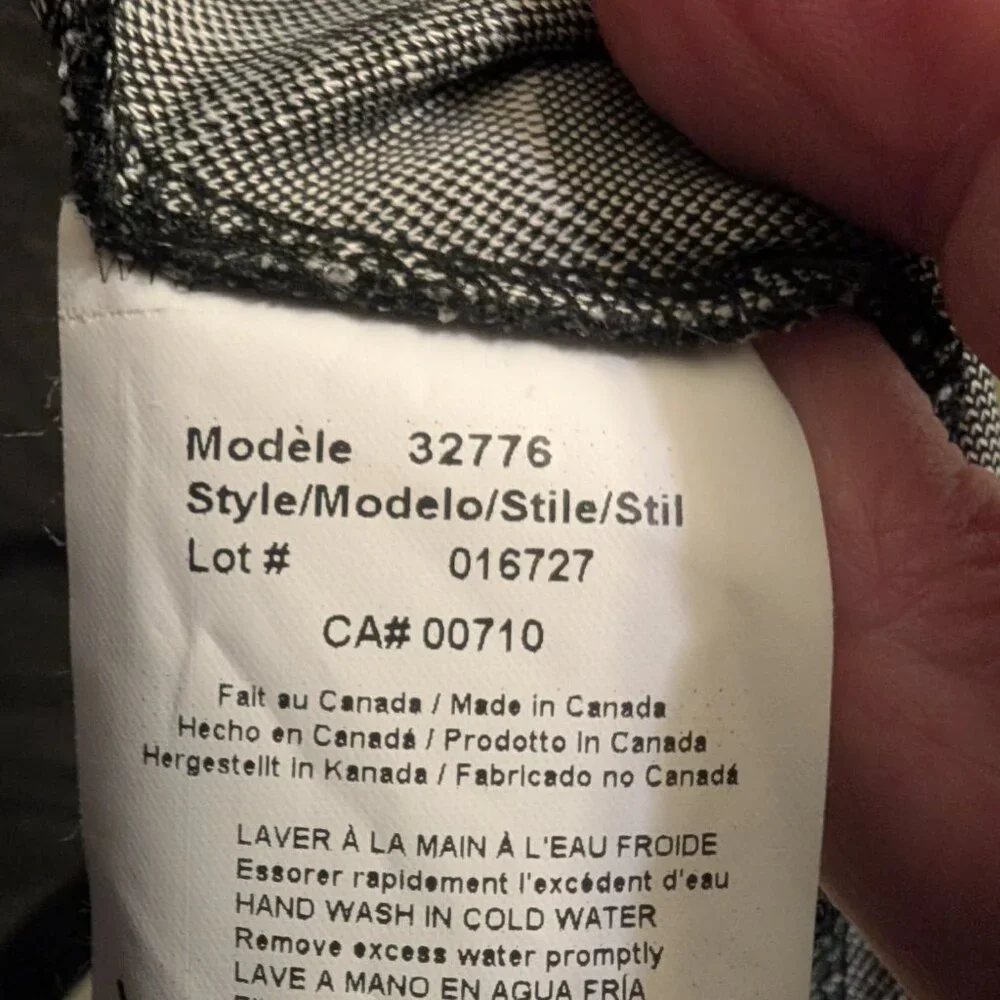 Modèle 32776
Style/Modelo/Stile/Stil
Lot # 016727
CA# 00710
Fait au Canada / Made in Canada
Hecho en Canadá / Prodotto in Canada
Hergestellt in Kanada / Fabricado no Canadá
LAVER À LA MAIN À L'EAU FROIDE
Essorer rapidement l'excédent d'eau
HAND WASH IN COLD WATER
Remove excess water promptly
LAVE A MANO EN AGUA FRÍA